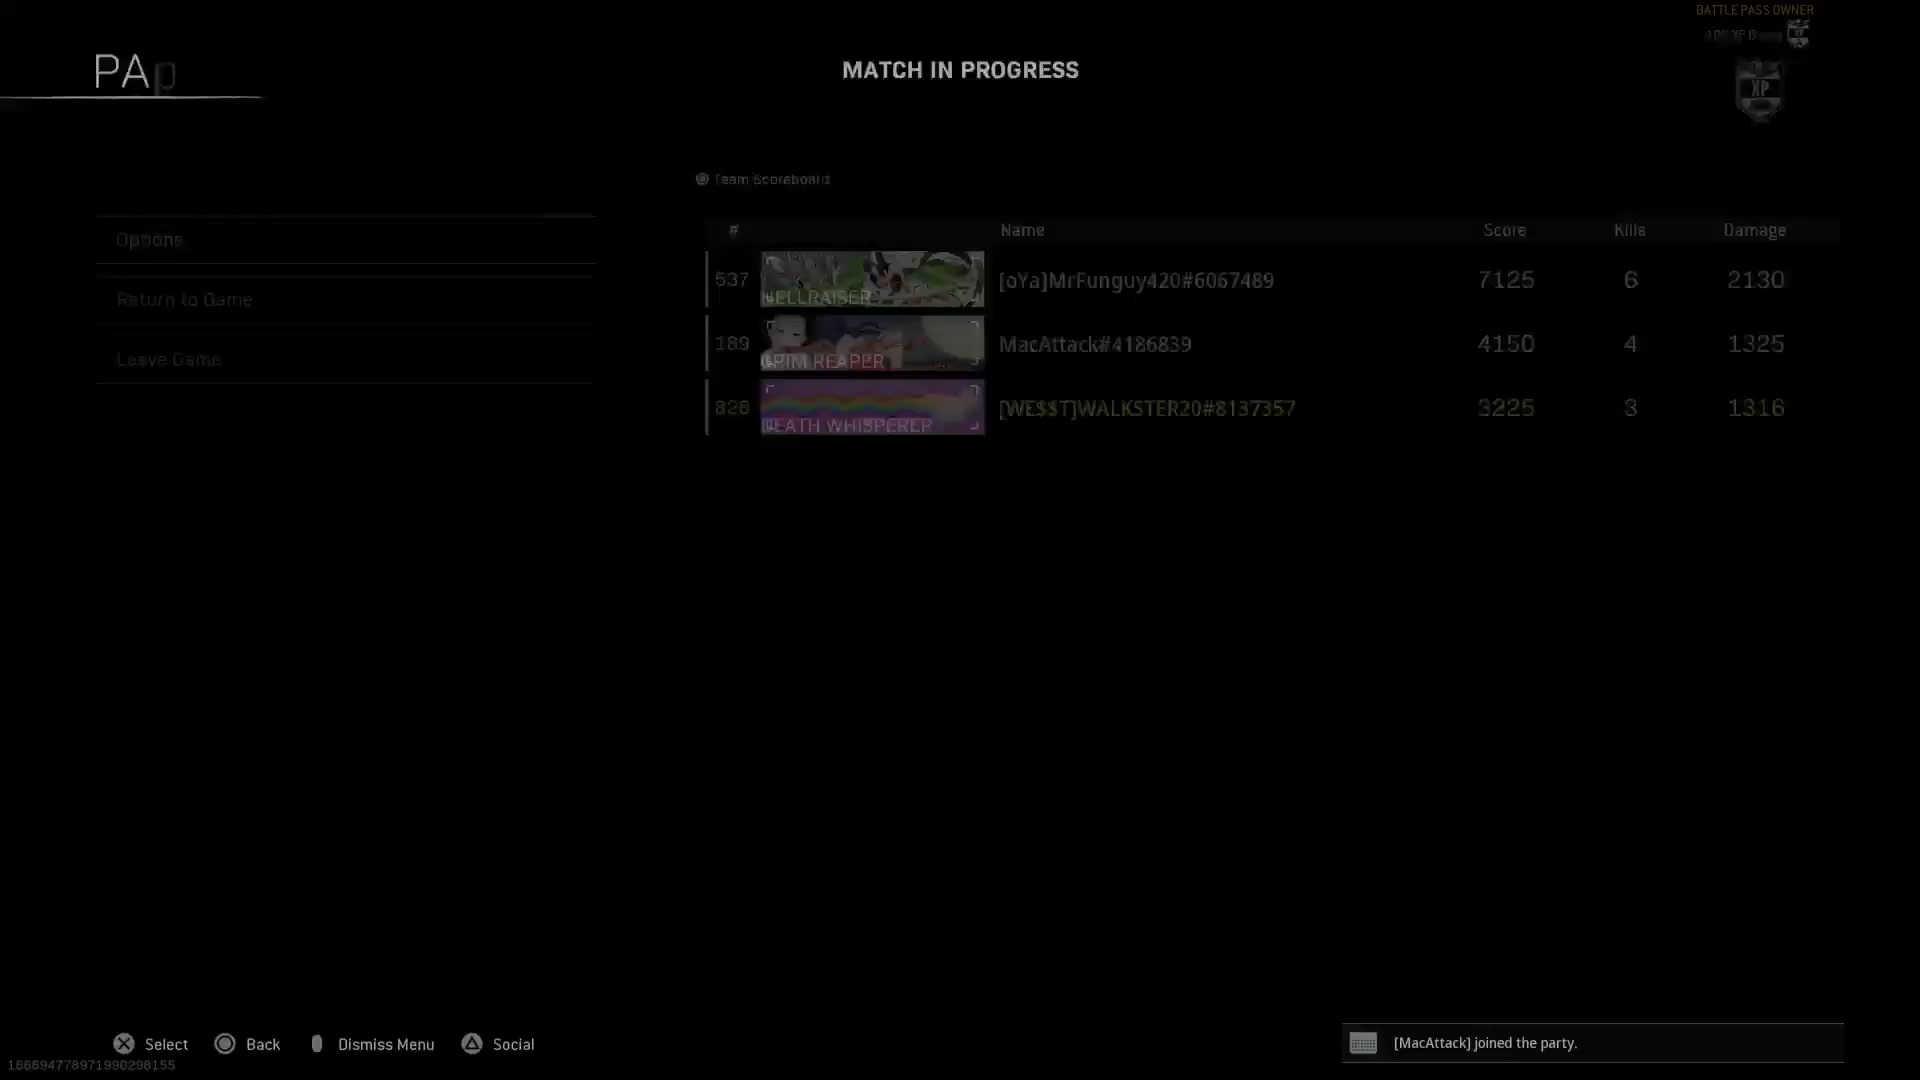 BATTLE PASS OWNER
PAp
MATCH IN PROGRESS
XP
Team Scoreboard
Options
Return to Game
Leave Game
# Name Score Kills Damage
537 HELLRAISER [oYa]MrFunguy420#6067489 7125 6 2130
189 GRIM REAPER MacAttack#4186839 4150 4 1325
828 DEATH WHISPERER [WE$$T]WALKSTER20#8137357 3225 3 1316
Select Back Dismiss Menu Social
[MacAttack] joined the party.
166694778971990298155